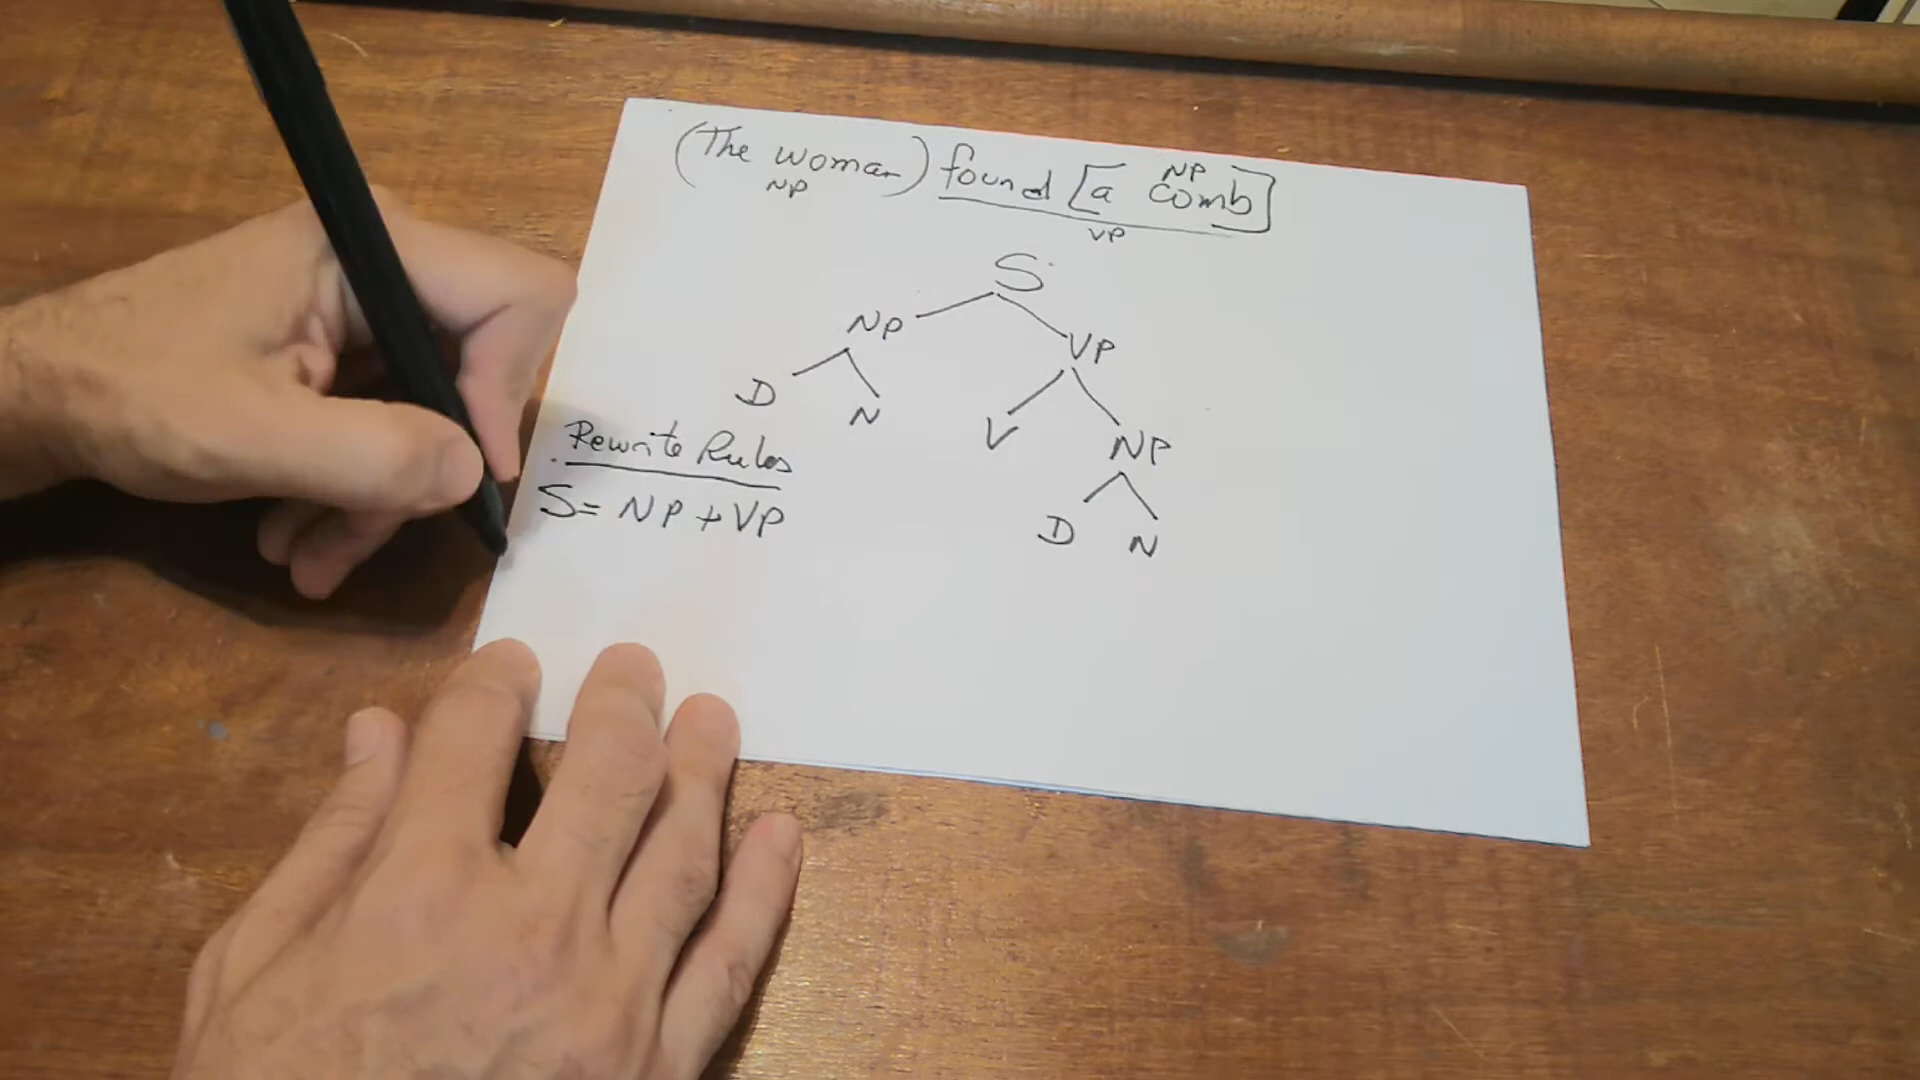 (The woman) found [a comb]
NP NP
VP
S
NP VP
D N V NP
D N
Rewrite Rules
S= NP + VP